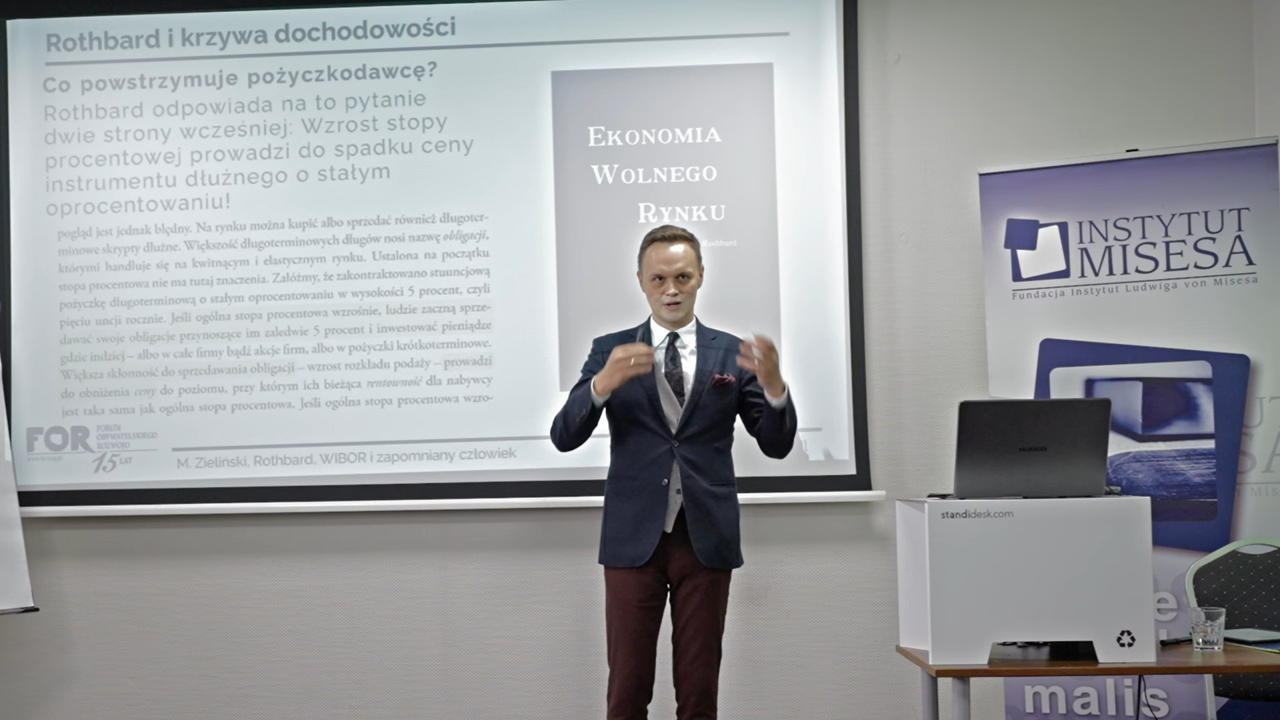 Rothbard i krzywa dochodowości
Co powstrzymuje pożyczkodawcę?
Rothbard odpowiada na to pytanie
dwie strony wcześniej: Wzrost stopy
procentowej prowadzi do spadku ceny
instrumentu dłużnego o stałym
oprocentowaniu!
pogląd jest jednak błędny. Na rynku można kupić albo sprzedać również długoter-
minowe skrypty dłużne. Większość długoterminowych długów nosi nazwę obligacji,
którymi handluje się na kwitnącym i elastycznym rynku. Ustalona na początku
stopa procentowa nie ma tutaj znaczenia. Załóżmy, że zakontraktowano stuuncjową
pożyczkę długoterminową o stałym oprocentowaniu w wysokości 5 procent, czyli
pięciu uncji rocznie. Jeśli ogólna stopa procentowa wzrośnie, ludzie zaczną sprze-
dawać swoje obligacje przynoszące im zaledwie 5 procent i inwestować pieniądze
gdzie indziej – albo w całe firmy bądź akcje firm, albo w pożyczki krótkoterminowe.
Większa skłonność do sprzedawania obligacji – wzrost rozkładu podaży – prowadzi
do obniżenia ceny do poziomu, przy którym ich bieżąca rentowność dla nabywcy
jest taka sama jak ogólna stopa procentowa. Jeśli ogólna stopa procentowa wzro-
FOR
FORUM
OBYWATELSKIEGO
ROZWOJU
15 LAT
M. Zieliński, Rothbard, WIBOR i zapomniany człowiek
EKONOMIA
WOLNEGO
RYNKU
Rothbard
INSTYTUT
MISESA
Fundacja Instytut Ludwiga von Misesa
HUAWEI
standidesk.com
malis